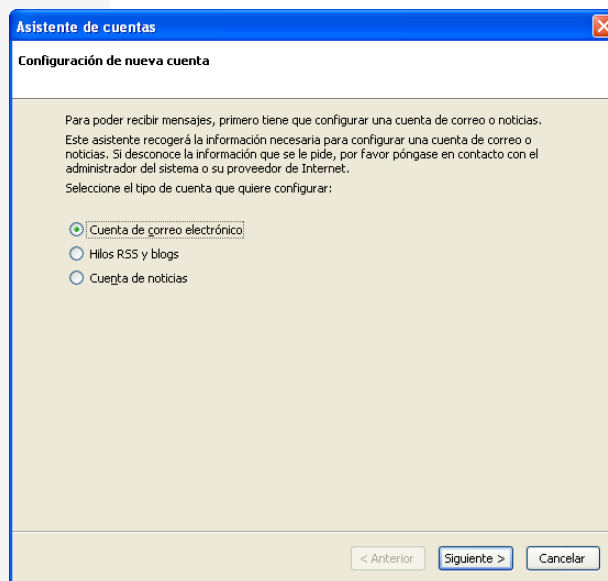 Asistente de cuentas
Configuración de nueva cuenta
Para poder recibir mensajes, primero tiene que configurar una cuenta de correo o noticias.
Este asistente recogerá la información necesaria para configurar una cuenta de correo o
noticias. Si desconoce la información que se le pide, por favor póngase en contacto con el
administrador del sistema o su proveedor de Internet.
Seleccione el tipo de cuenta que quiere configurar:
Cuenta de correo electrónico
Hilos RSS y blogs
Cuenta de noticias
< Anterior Siguiente > Cancelar